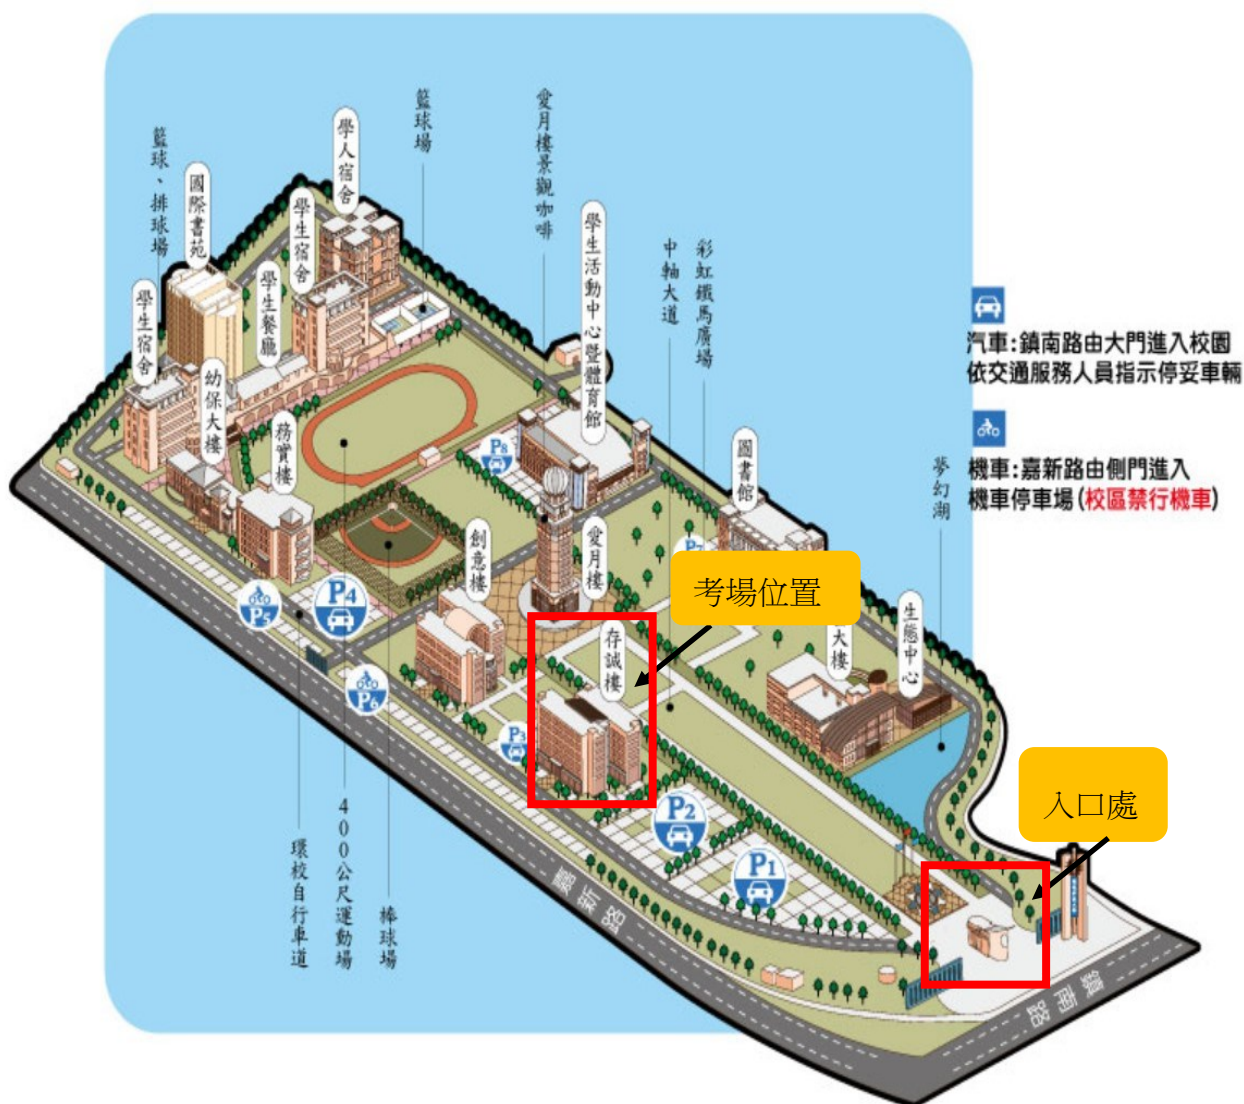 籃球、排球場
學生宿舍
國際書苑
幼保大樓
學生餐廳
務實樓
學生宿舍
學人宿舍
籃球場
愛月樓景觀咖啡
學生活動中心暨體育館
中軸大道
彩虹鐵馬廣場
圖書館
夢幻湖
汽車:鎮南路由大門進入校園
依交通服務人員指示停妥車輛
機車:嘉新路由側門進入
機車停車場(校區禁行機車)
P8
創意樓
愛月樓
P7
考場位置
存誠樓
大樓
生態中心
P5
P4
P6
P3
P2
P1
入口處
環校自行車道
400公尺運動場
棒球場
嘉新路
鎮南路